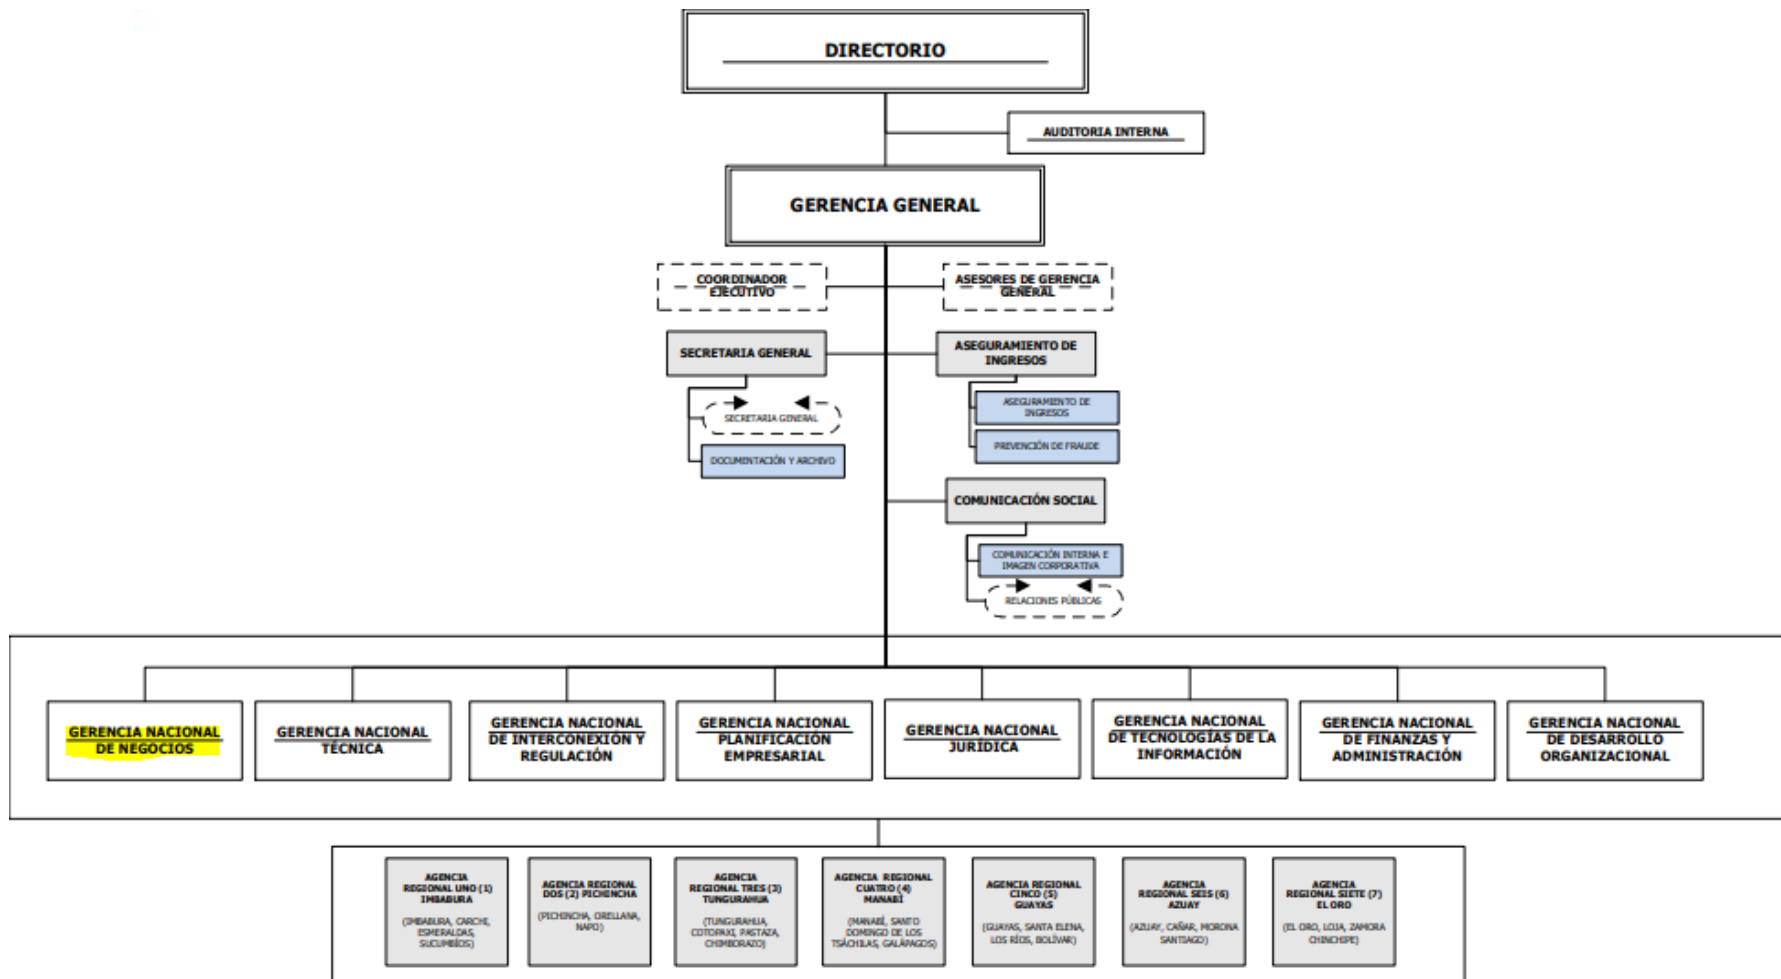 DIRECTORIO
AUDITORIA INTERNA
GERENCIA GENERAL
COORDINADOR
EJECUTIVO
ASESORES DE GERENCIA
GENERAL
SECRETARIA GENERAL
ASEGURAMIENTO DE
INGRESOS
SECRETARIA GENERAL
DOCUMENTACIÓN Y ARCHIVO
ASEGURAMIENTO DE
INGRESOS
PREVENCIÓN DE FRAUDE
COMUNICACIÓN SOCIAL
COMUNICACIÓN INTERNA E
IMAGEN CORPORATIVA
RELACIONES PÚBLICAS
GERENCIA NACIONAL
DE NEGOCIOS
GERENCIA NACIONAL
TÉCNICA
GERENCIA NACIONAL
DE INTERCONEXIÓN Y
REGULACIÓN
GERENCIA NACIONAL
PLANIFICACIÓN
EMPRESARIAL
GERENCIA NACIONAL
JURÍDICA
GERENCIA NACIONAL
DE TECNOLOGÍAS DE LA
INFORMACIÓN
GERENCIA NACIONAL
DE FINANZAS Y
ADMINISTRACIÓN
GERENCIA NACIONAL
DE DESARROLLO
ORGANIZACIONAL
AGENCIA
REGIONAL UNO (1)
IMBABURA
(IMBABURA, CARCHI,
ESMERALDAS,
SUCUMBÍOS)
AGENCIA REGIONAL
DOS (2) PICHINCHA
(PICHINCHA, ORELLANA,
NAPO)
AGENCIA
REGIONAL TRES (3)
TUNGURAHUA
(TUNGURAHUA,
COTOPAXI, PASTAZA,
CHIMBORAZO)
AGENCIA REGIONAL
CUATRO (4)
MANABÍ
(MANABÍ, SANTO
DOMINGO DE LOS
TSÁCHILAS, GALÁPAGOS)
AGENCIA REGIONAL
CINCO (5)
GUAYAS
(GUAYAS, SANTA ELENA,
LOS RÍOS, BOLÍVAR)
AGENCIA
REGIONAL SEIS (6)
AZUAY
(AZUAY, CAÑAR, MORONA
SANTIAGO)
AGENCIA
REGIONAL SIETE (7)
EL ORO
(EL ORO, LOJA, ZAMORA
CHINCHIPE)